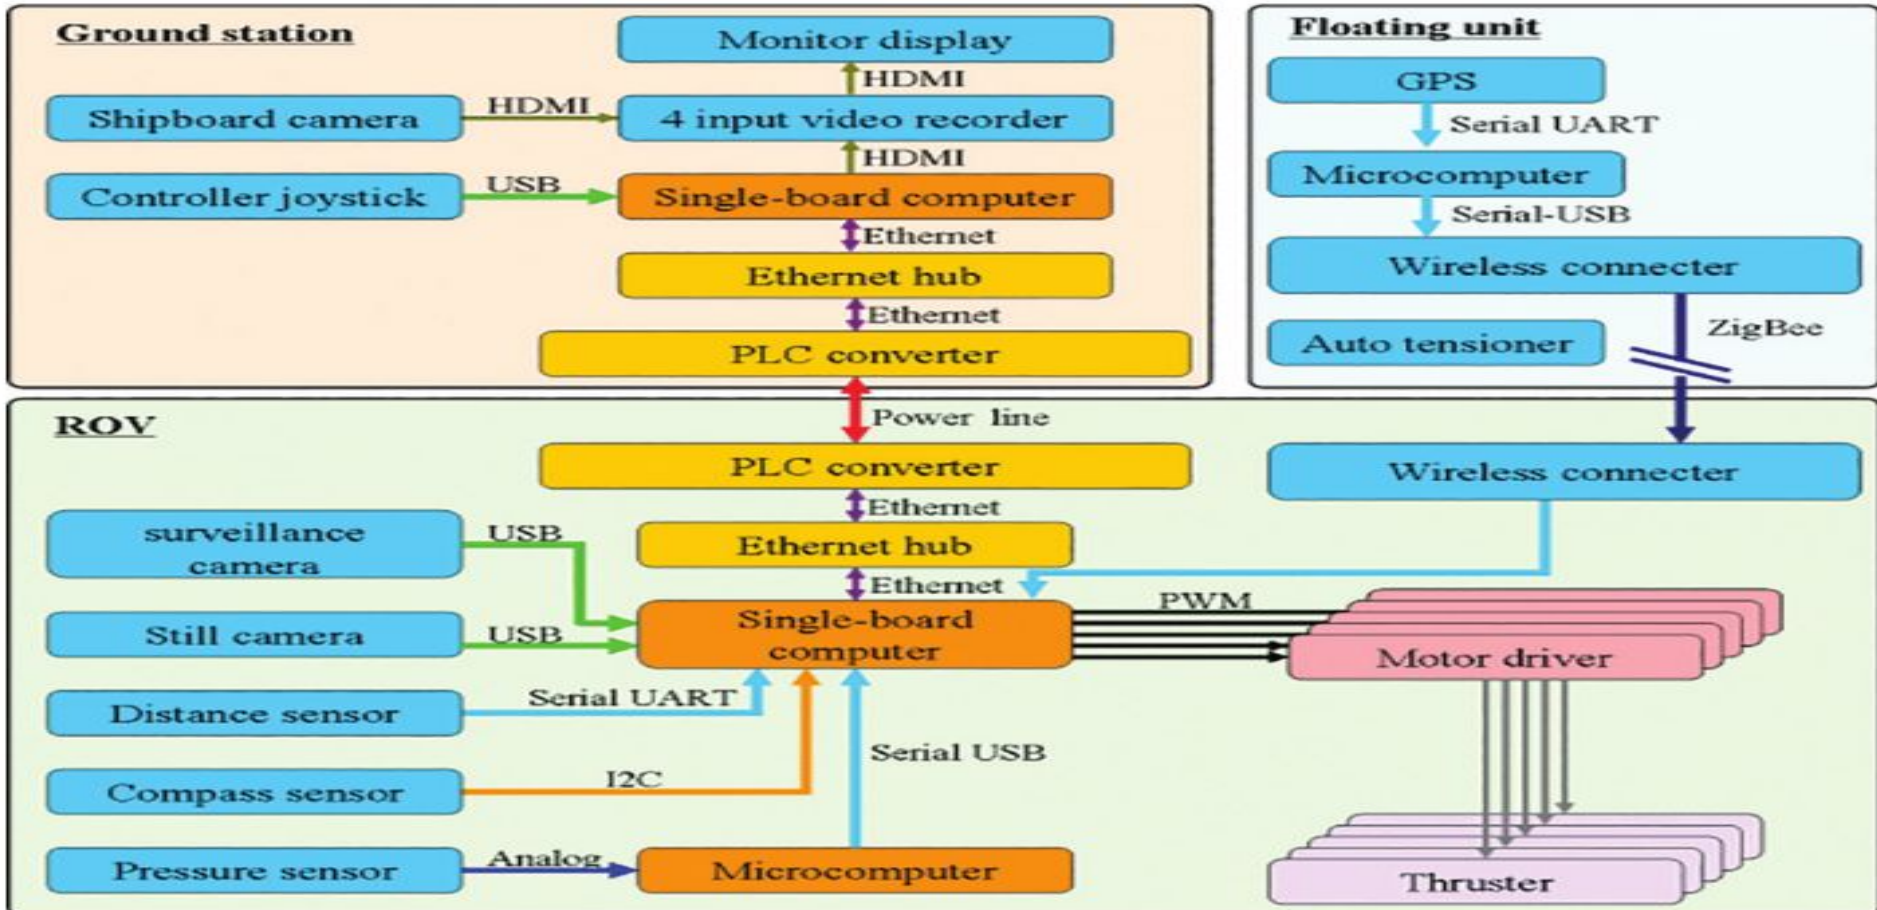 Ground station
Monitor display
HDMI
Shipboard camera
HDMI
4 input video recorder
HDMI
Controller joystick
USB
Single-board computer
Ethernet
Ethernet hub
Ethernet
PLC converter
Floating unit
GPS
Serial UART
Microcomputer
Serial-USB
Wireless connecter
ZigBee
Auto tensioner
Power line
ROV
PLC converter
Ethernet
Ethernet hub
Ethernet
Wireless connecter
surveillance
camera
USB
Still camera
USB
Single-board
computer
PWM
Motor driver
Distance sensor
Serial UART
Compass sensor
I2C
Serial USB
Pressure sensor
Analog
Microcomputer
Thruster